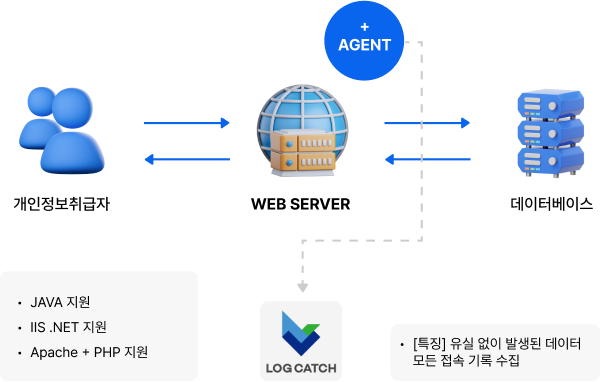 +
AGENT
개인정보취급자
WEB SERVER
데이터베이스
• JAVA 지원
• IIS .NET 지원
• Apache + PHP 지원
LOG CATCH
• [특징] 유실 없이 발생된 데이터
모든 접속 기록 수집